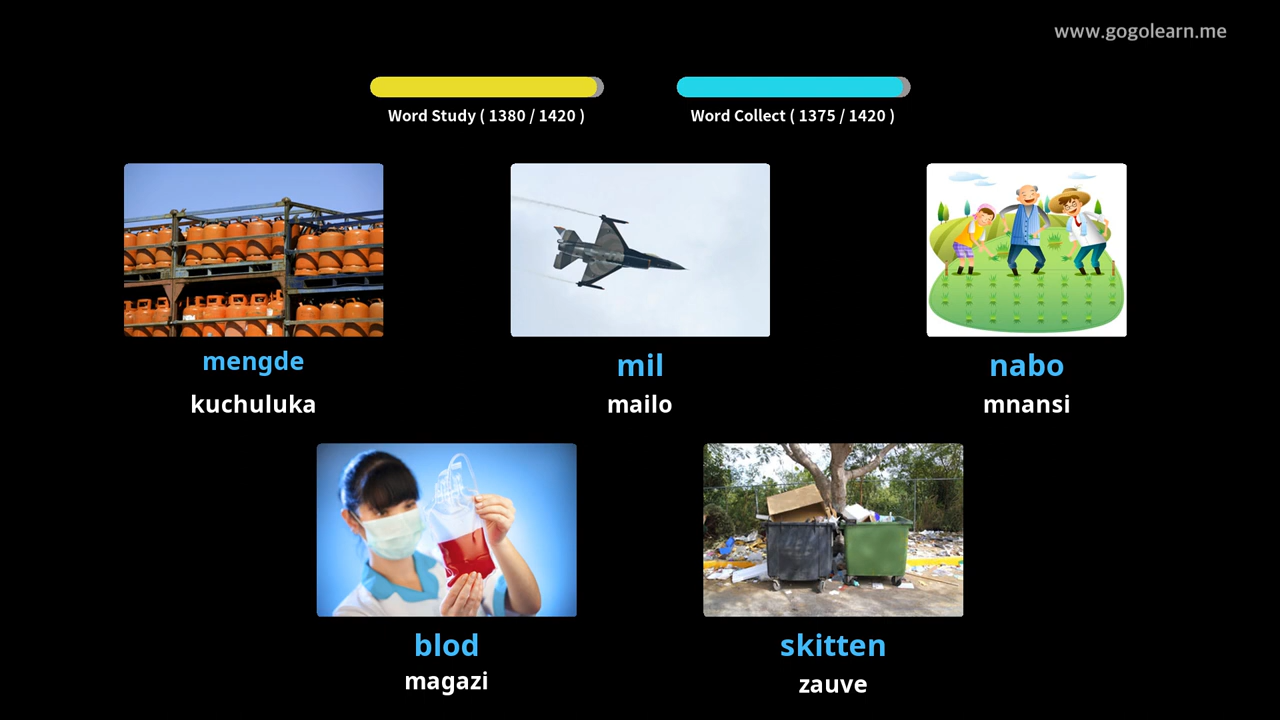 www.gogolearn.me
Word Study ( 1380 / 1420 )
Word Collect ( 1375 / 1420 )
mengde
mil
nabo
kuchuluka
mailo
mnansi
blod
skitten
magazi
zauve